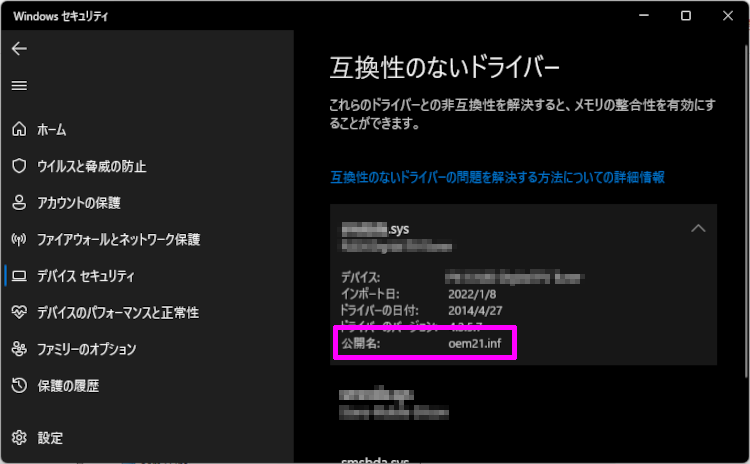 Windows セキュリティ
ホーム
ウイルスと脅威の防止
アカウントの保護
ファイアウォールとネットワーク保護
デバイス セキュリティ
デバイスのパフォーマンスと正常性
ファミリーのオプション
保護の履歴
設定
互換性のないドライバー
これらのドライバーとの非互換性を解決すると、メモリの整合性を有効にす
ることができます。
互換性のないドライバーの問題を解決する方法についての詳細情報
.sys
デバイス:
インポート日: 2022/1/8
ドライバーの日付: 2014/4/27
ドライバーのバージョン: 4.2.5.7
公開名: oem21.inf
smsbda.sys